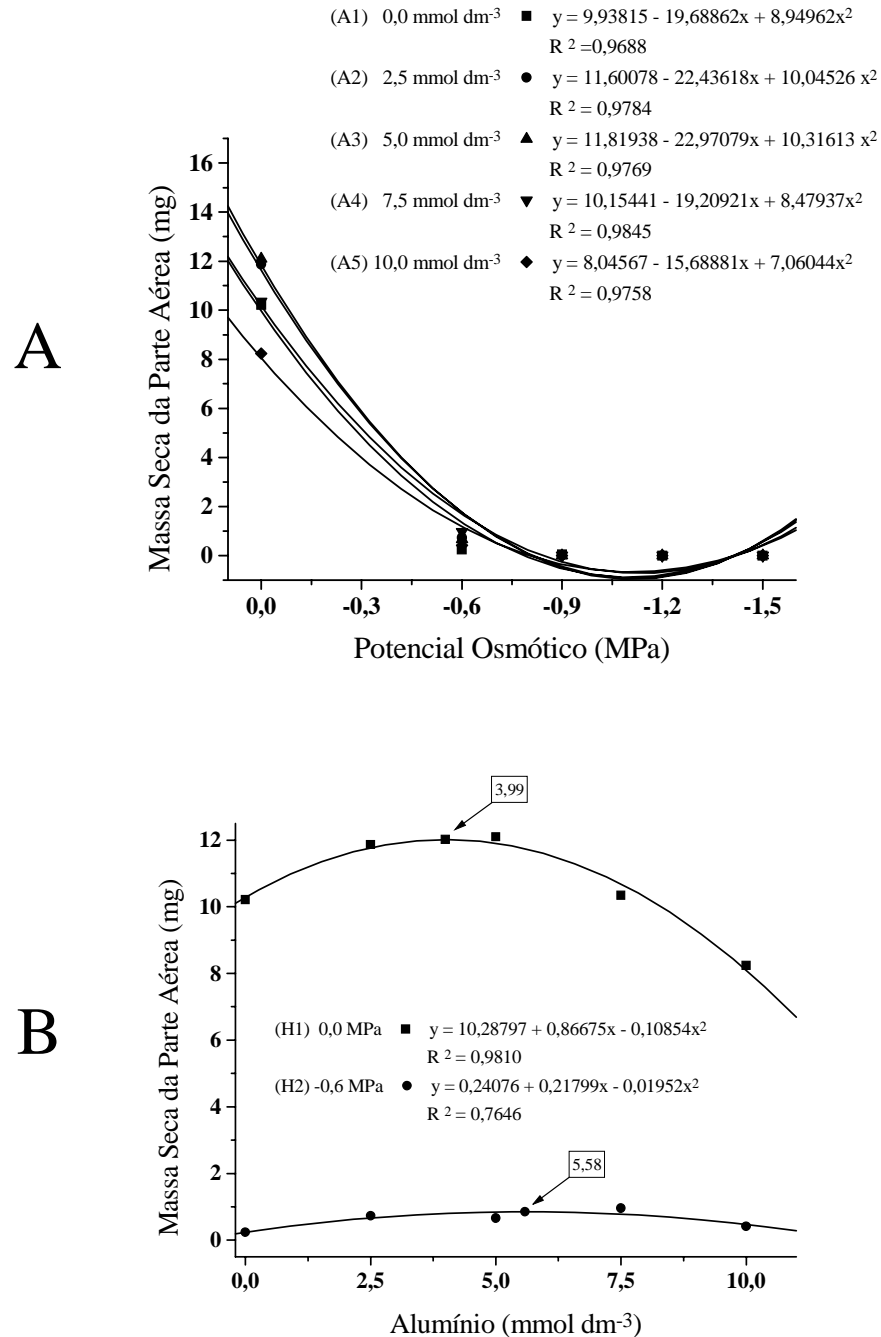 (A1) 0,0 mmol dm-3 ■ y = 9,93815 - 19,68862x + 8,94962x2
R 2 =0,9688
(A2) 2,5 mmol dm-3 ● y = 11,60078 - 22,43618x + 10,04526 x2
R 2 = 0,9784
(A3) 5,0 mmol dm-3 ▲ y = 11,81938 - 22,97079x + 10,31613 x2
R 2 = 0,9769
(A4) 7,5 mmol dm-3 ▼ y = 10,15441 - 19,20921x + 8,47937x2
R 2 = 0,9845
(A5) 10,0 mmol dm-3 ◆ y = 8,04567 - 15,68881x + 7,06044x2
R 2 = 0,9758
A
Massa Seca da Parte Aérea (mg)
16
14
12
10
8
6
4
2
0
0,0 -0,3 -0,6 -0,9 -1,2 -1,5
Potencial Osmótico (MPa)
B
Massa Seca da Parte Aérea (mg)
12
10
8
6
4
2
0
3,99
(H1) 0,0 MPa ■ y = 10,28797 + 0,86675x - 0,10854x2
R 2 = 0,9810
(H2) -0,6 MPa ● y = 0,24076 + 0,21799x - 0,01952x2
R 2 = 0,7646
5,58
0,0 2,5 5,0 7,5 10,0
Alumínio (mmol dm-3)